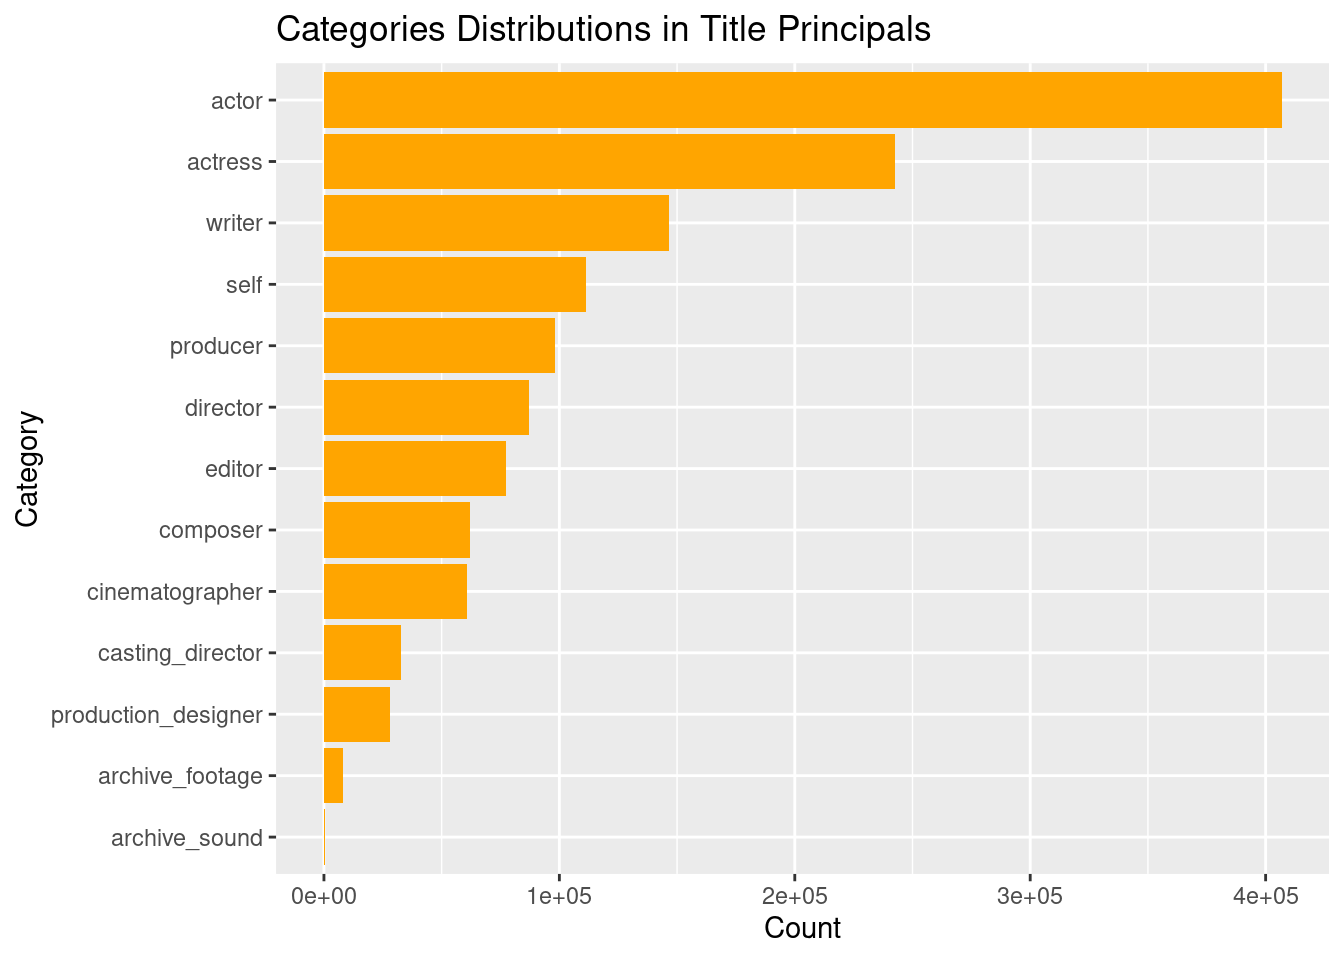 Categories Distributions in Title Principals
actor
actress
writer
self
producer
director
editor
composer
cinematographer
casting_director
production_designer
archive_footage
archive_sound
Category
0e+00 1e+05 2e+05 3e+05 4e+05
Count